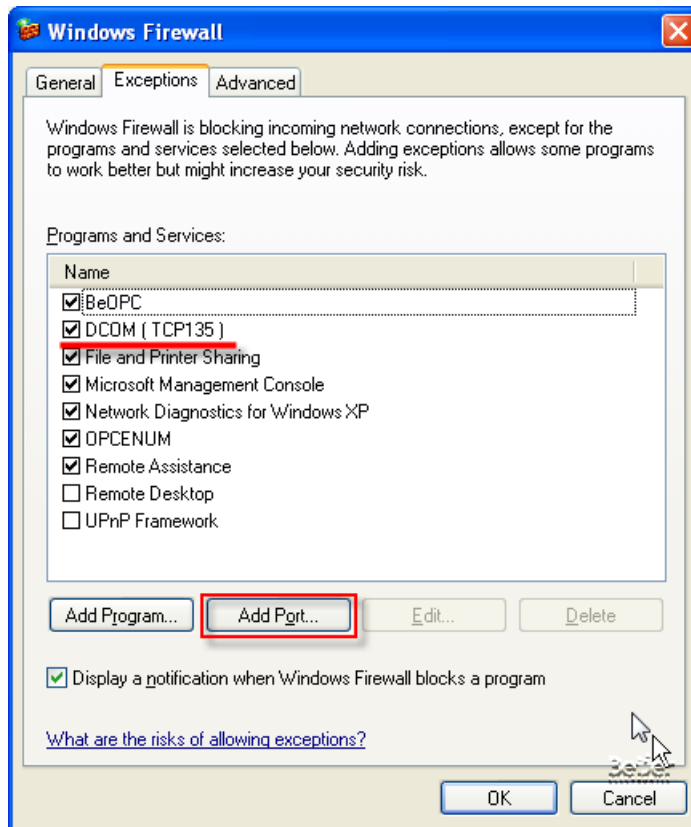 Windows Firewall
General Exceptions Advanced
Windows Firewall is blocking incoming network connections, except for the
programs and services selected below. Adding exceptions allows some programs
to work better but might increase your security risk.
Programs and Services:
Name
BeOPC
DCOM ( TCP135 )
File and Printer Sharing
Microsoft Management Console
Network Diagnostics for Windows XP
OPCENUM
Remote Assistance
Remote Desktop
UPnP Framework
Add Program... Add Port... Edit... Delete
Display a notification when Windows Firewall blocks a program
What are the risks of allowing exceptions?
OK Cancel